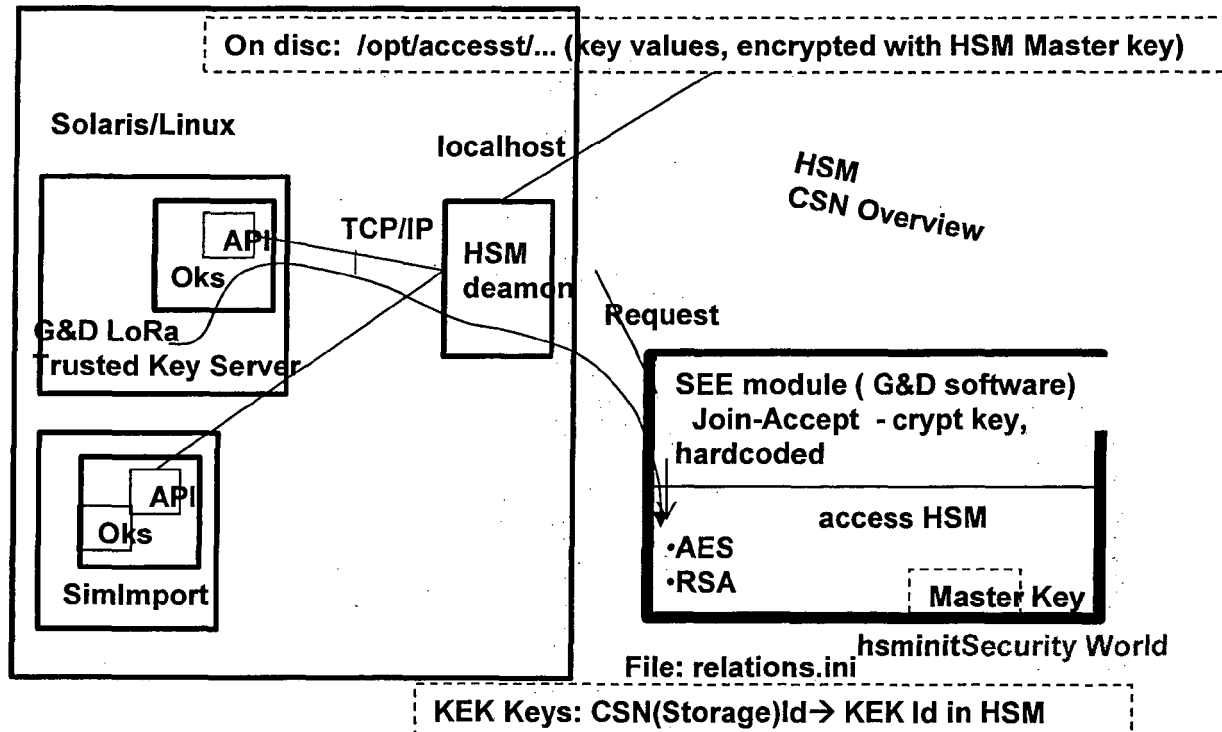 On disc: /opt/accesst/... (key values, encrypted with HSM Master key)
Solaris/Linux
localhost
HSM
CSN Overview
API
TCP/IP
HSM
deamon
Oks
Request
G&D LoRa
Trusted Key Server
SEE module ( G&D software)
Join-Accept - crypt key,
hardcoded
API
Oks
access HSM
•AES
•RSA
SimImport
Master Key
hsminitSecurity World
File: relations.ini
KEK Keys: CSN(Storage)Id→ KEK Id in HSM